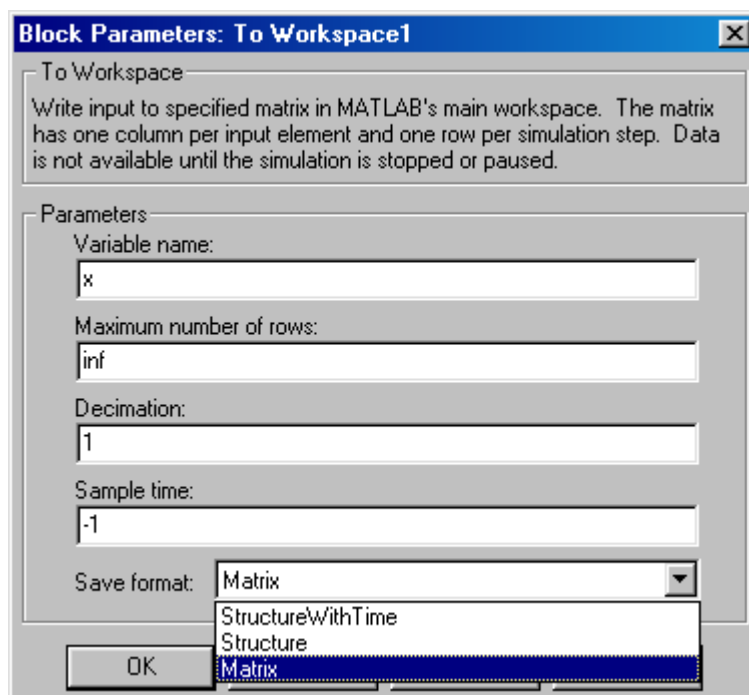 Block Parameters: To Workspace1
To Workspace
Write input to specified matrix in MATLAB's main workspace. The matrix
has one column per input element and one row per simulation step. Data
is not available until the simulation is stopped or paused.
Parameters
Variable name:
x
Maximum number of rows:
inf
Decimation:
1
Sample time:
-1
Save format: Matrix
StructureWithTime
Structure
Matrix
OK